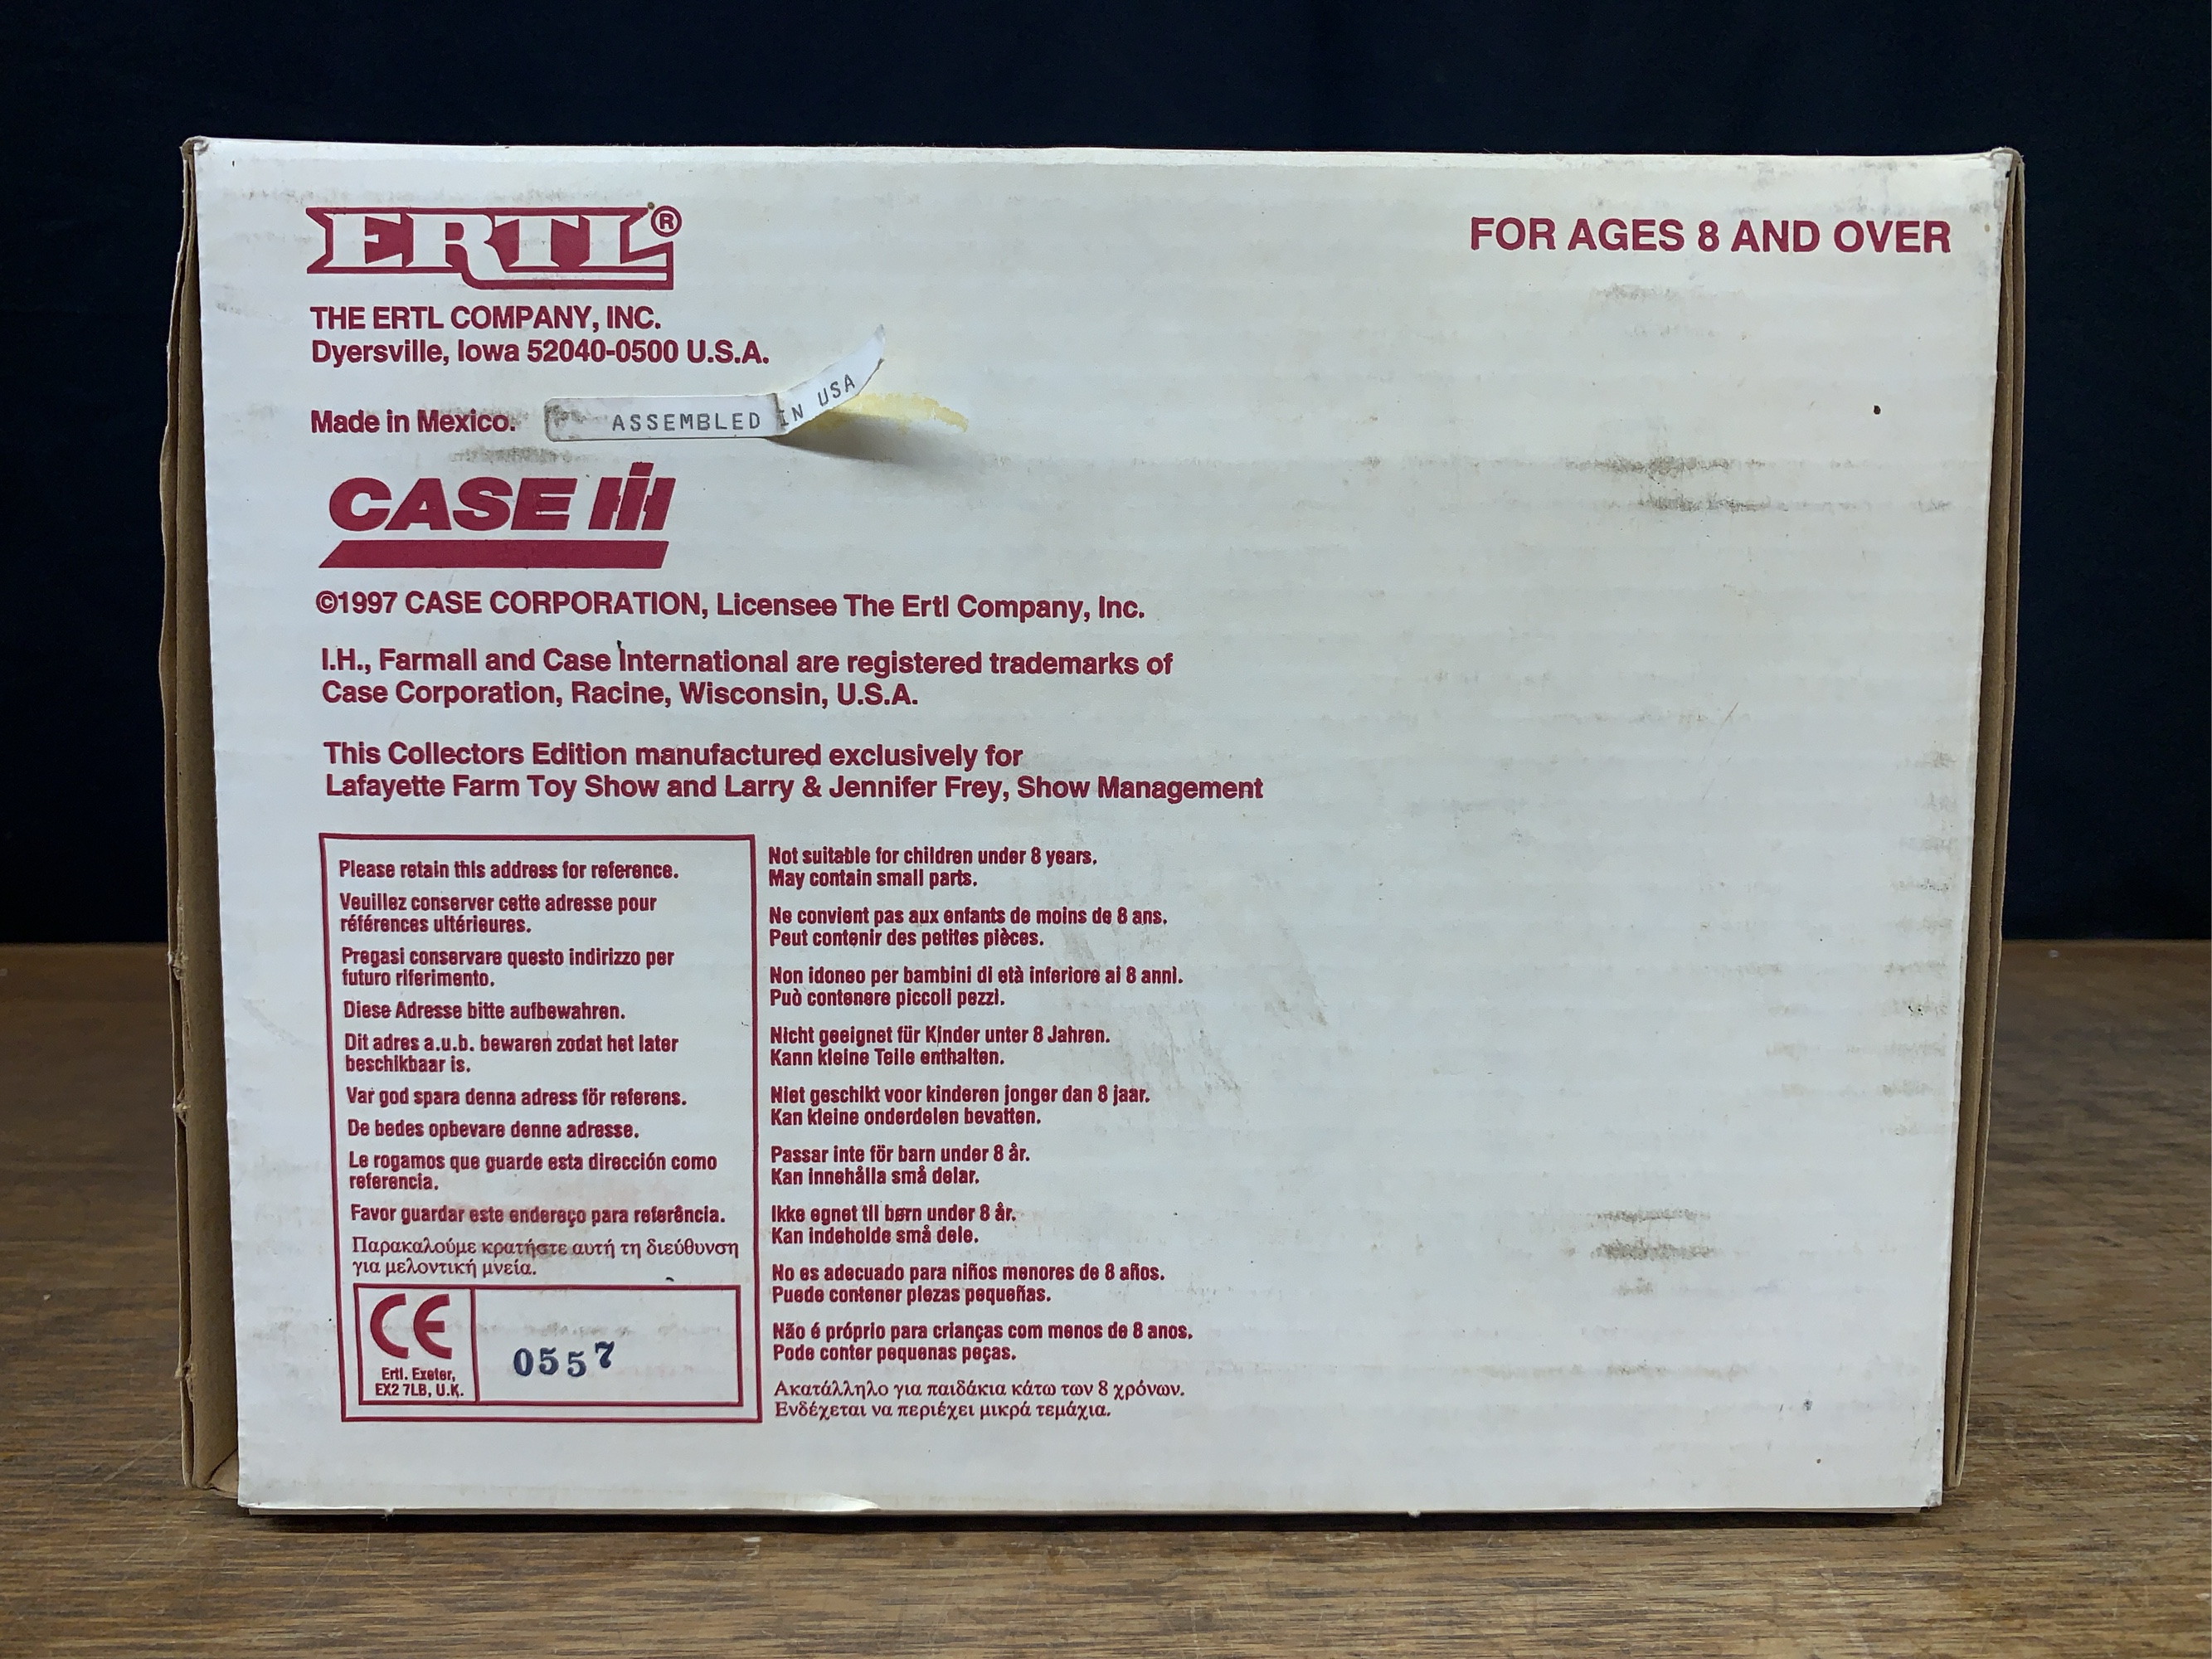 ERTL®
FOR AGES 8 AND OVER
THE ERTL COMPANY, INC.
Dyersville, Iowa 52040-0500 U.S.A.
Made in Mexico.
ASSEMBLED IN USA
CASE IH
©1997 CASE CORPORATION, Licensee The Ertl Company, Inc.
I.H., Farmall and Case International are registered trademarks of
Case Corporation, Racine, Wisconsin, U.S.A.
This Collectors Edition manufactured exclusively for
Lafayette Farm Toy Show and Larry & Jennifer Frey, Show Management
Please retain this address for reference.
Veuillez conserver cette adresse pour
références ultérieures.
Pregasi conservare questo indirizzo per
futuro riferimento.
Diese Adresse bitte aufbewahren.
Dit adres a.u.b. bewaren zodat het later
beschikbaar is.
Var god spara denna adress för referens.
De bedes opbevare denne adresse.
Le rogamos que guarde esta dirección como
referencia.
Favor guardar este endereço para referência.
Παρακαλούμε κρατήστε αυτή τη διεύθυνση
για μελοντική μνεία.
CE
Ertl. Exeter,
EX2 7LB, U.K.
0557
Not suitable for children under 8 years.
May contain small parts.
Ne convient pas aux enfants de moins de 8 ans.
Peut contenir des petites pièces.
Non idoneo per bambini di età inferiore ai 8 anni.
Può contenere piccoli pezzi.
Nicht geeignet für Kinder unter 8 Jahren.
Kann kleine Teile enthalten.
Niet geschikt voor kinderen jonger dan 8 jaar.
Kan kleine onderdelen bevatten.
Passar inte för barn under 8 år.
Kan innehålla små delar.
Ikke egnet til børn under 8 år.
Kan indeholde små dele.
No es adecuado para niños menores de 8 años.
Puede contener piezas pequeñas.
Não é próprio para crianças com menos de 8 anos.
Pode conter pequenas peças.
Ακατάλληλο για παιδάκια κάτω των 8 χρόνων.
Ενδέχεται να περιέχει μικρά τεμάχια.